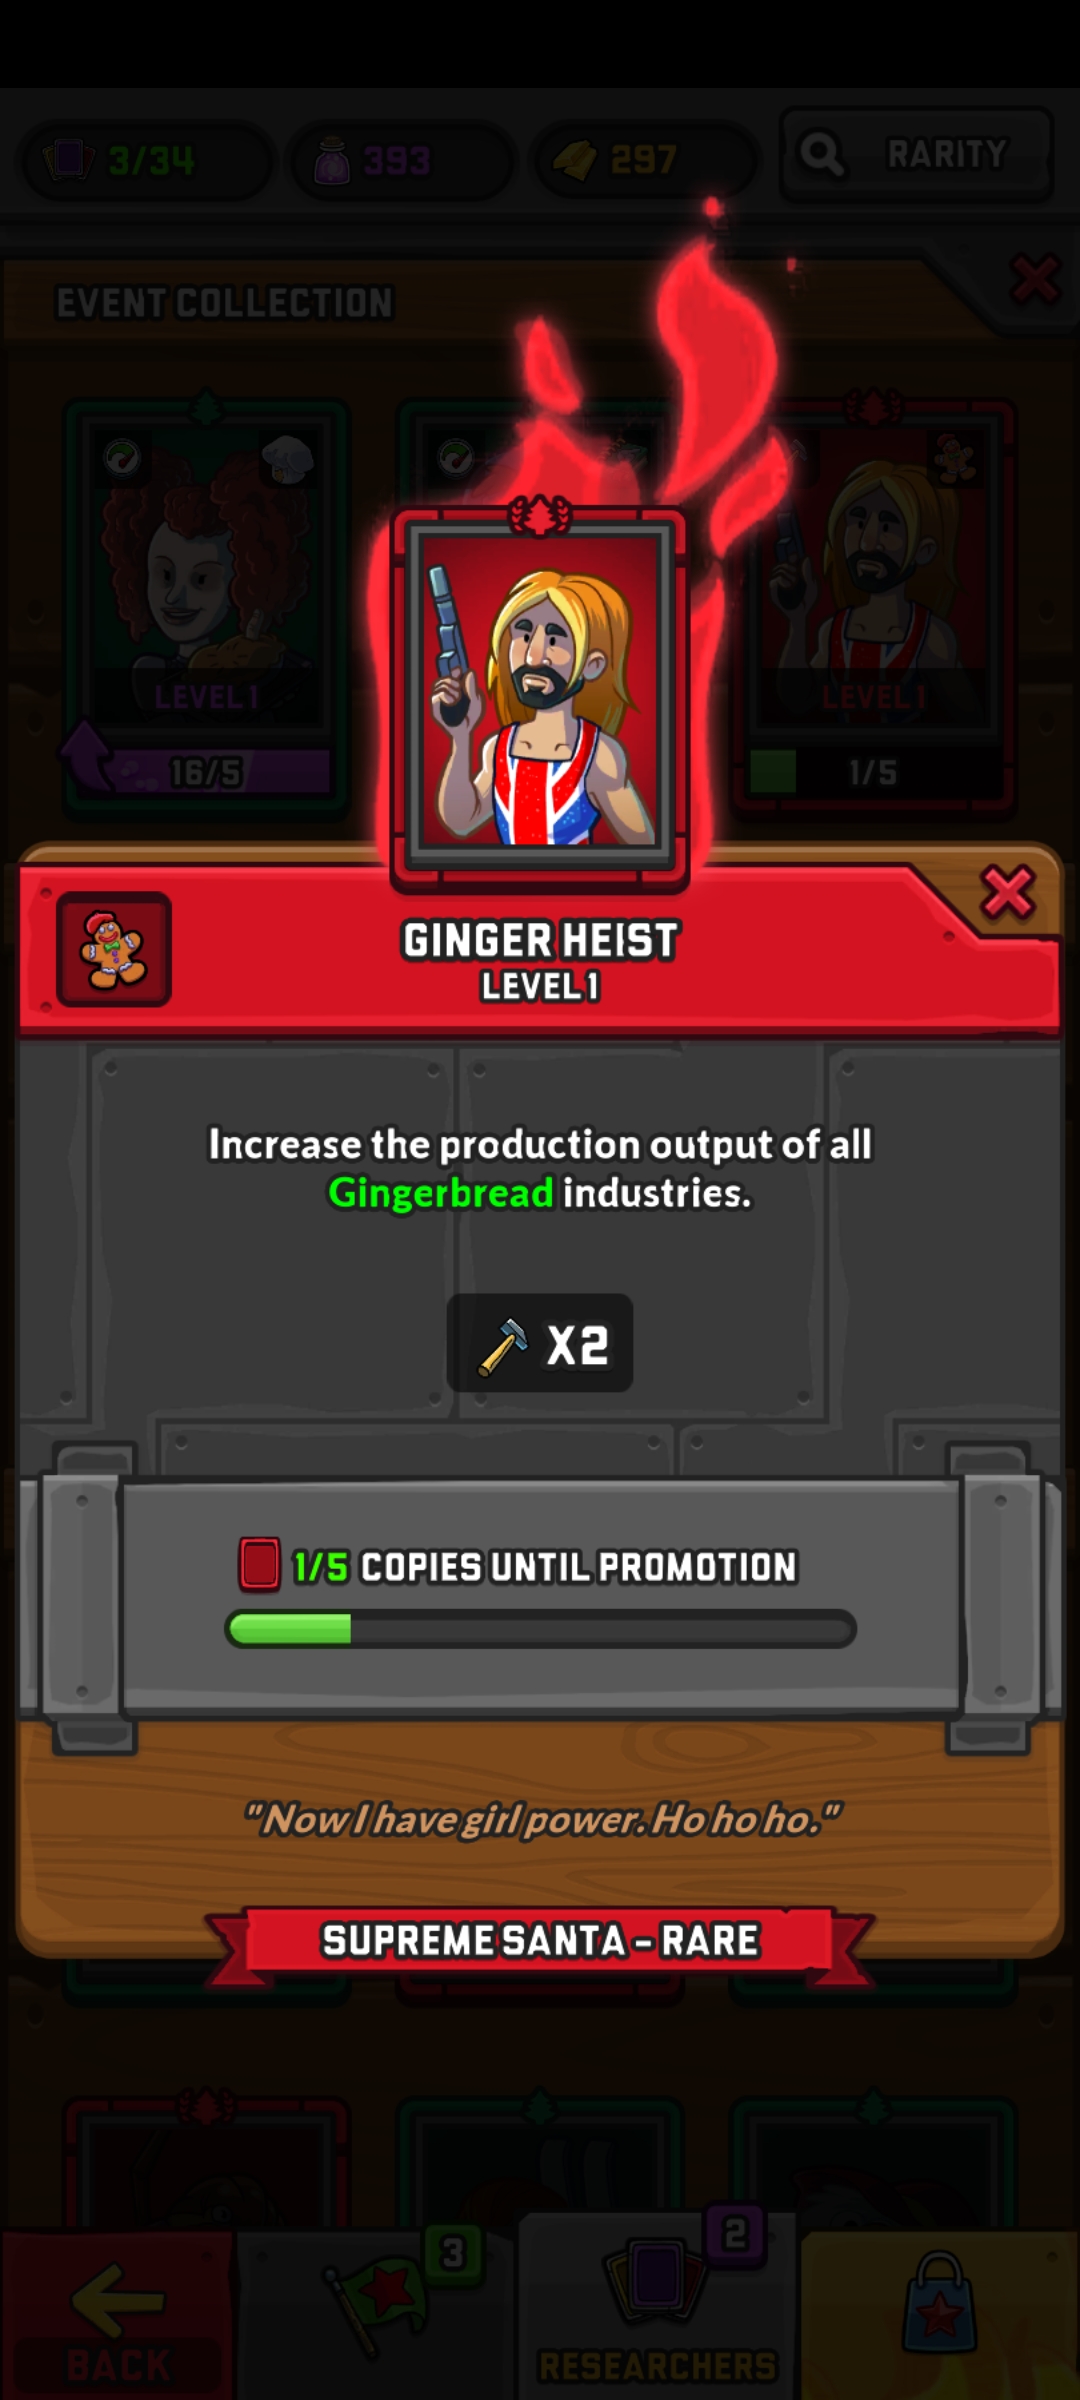 3/34
393
297
RARITY
EVENT COLLECTION
LEVEL 1
LEVEL 1
16/5
1/5
GINGER HEIST
LEVEL 1
Increase the production output of all
Gingerbread industries.
X2
1/5 COPIES UNTIL PROMOTION
"Now I have girl power. Ho ho ho."
SUPREME SANTA - RARE
3
2
BACK
RESEARCHERS